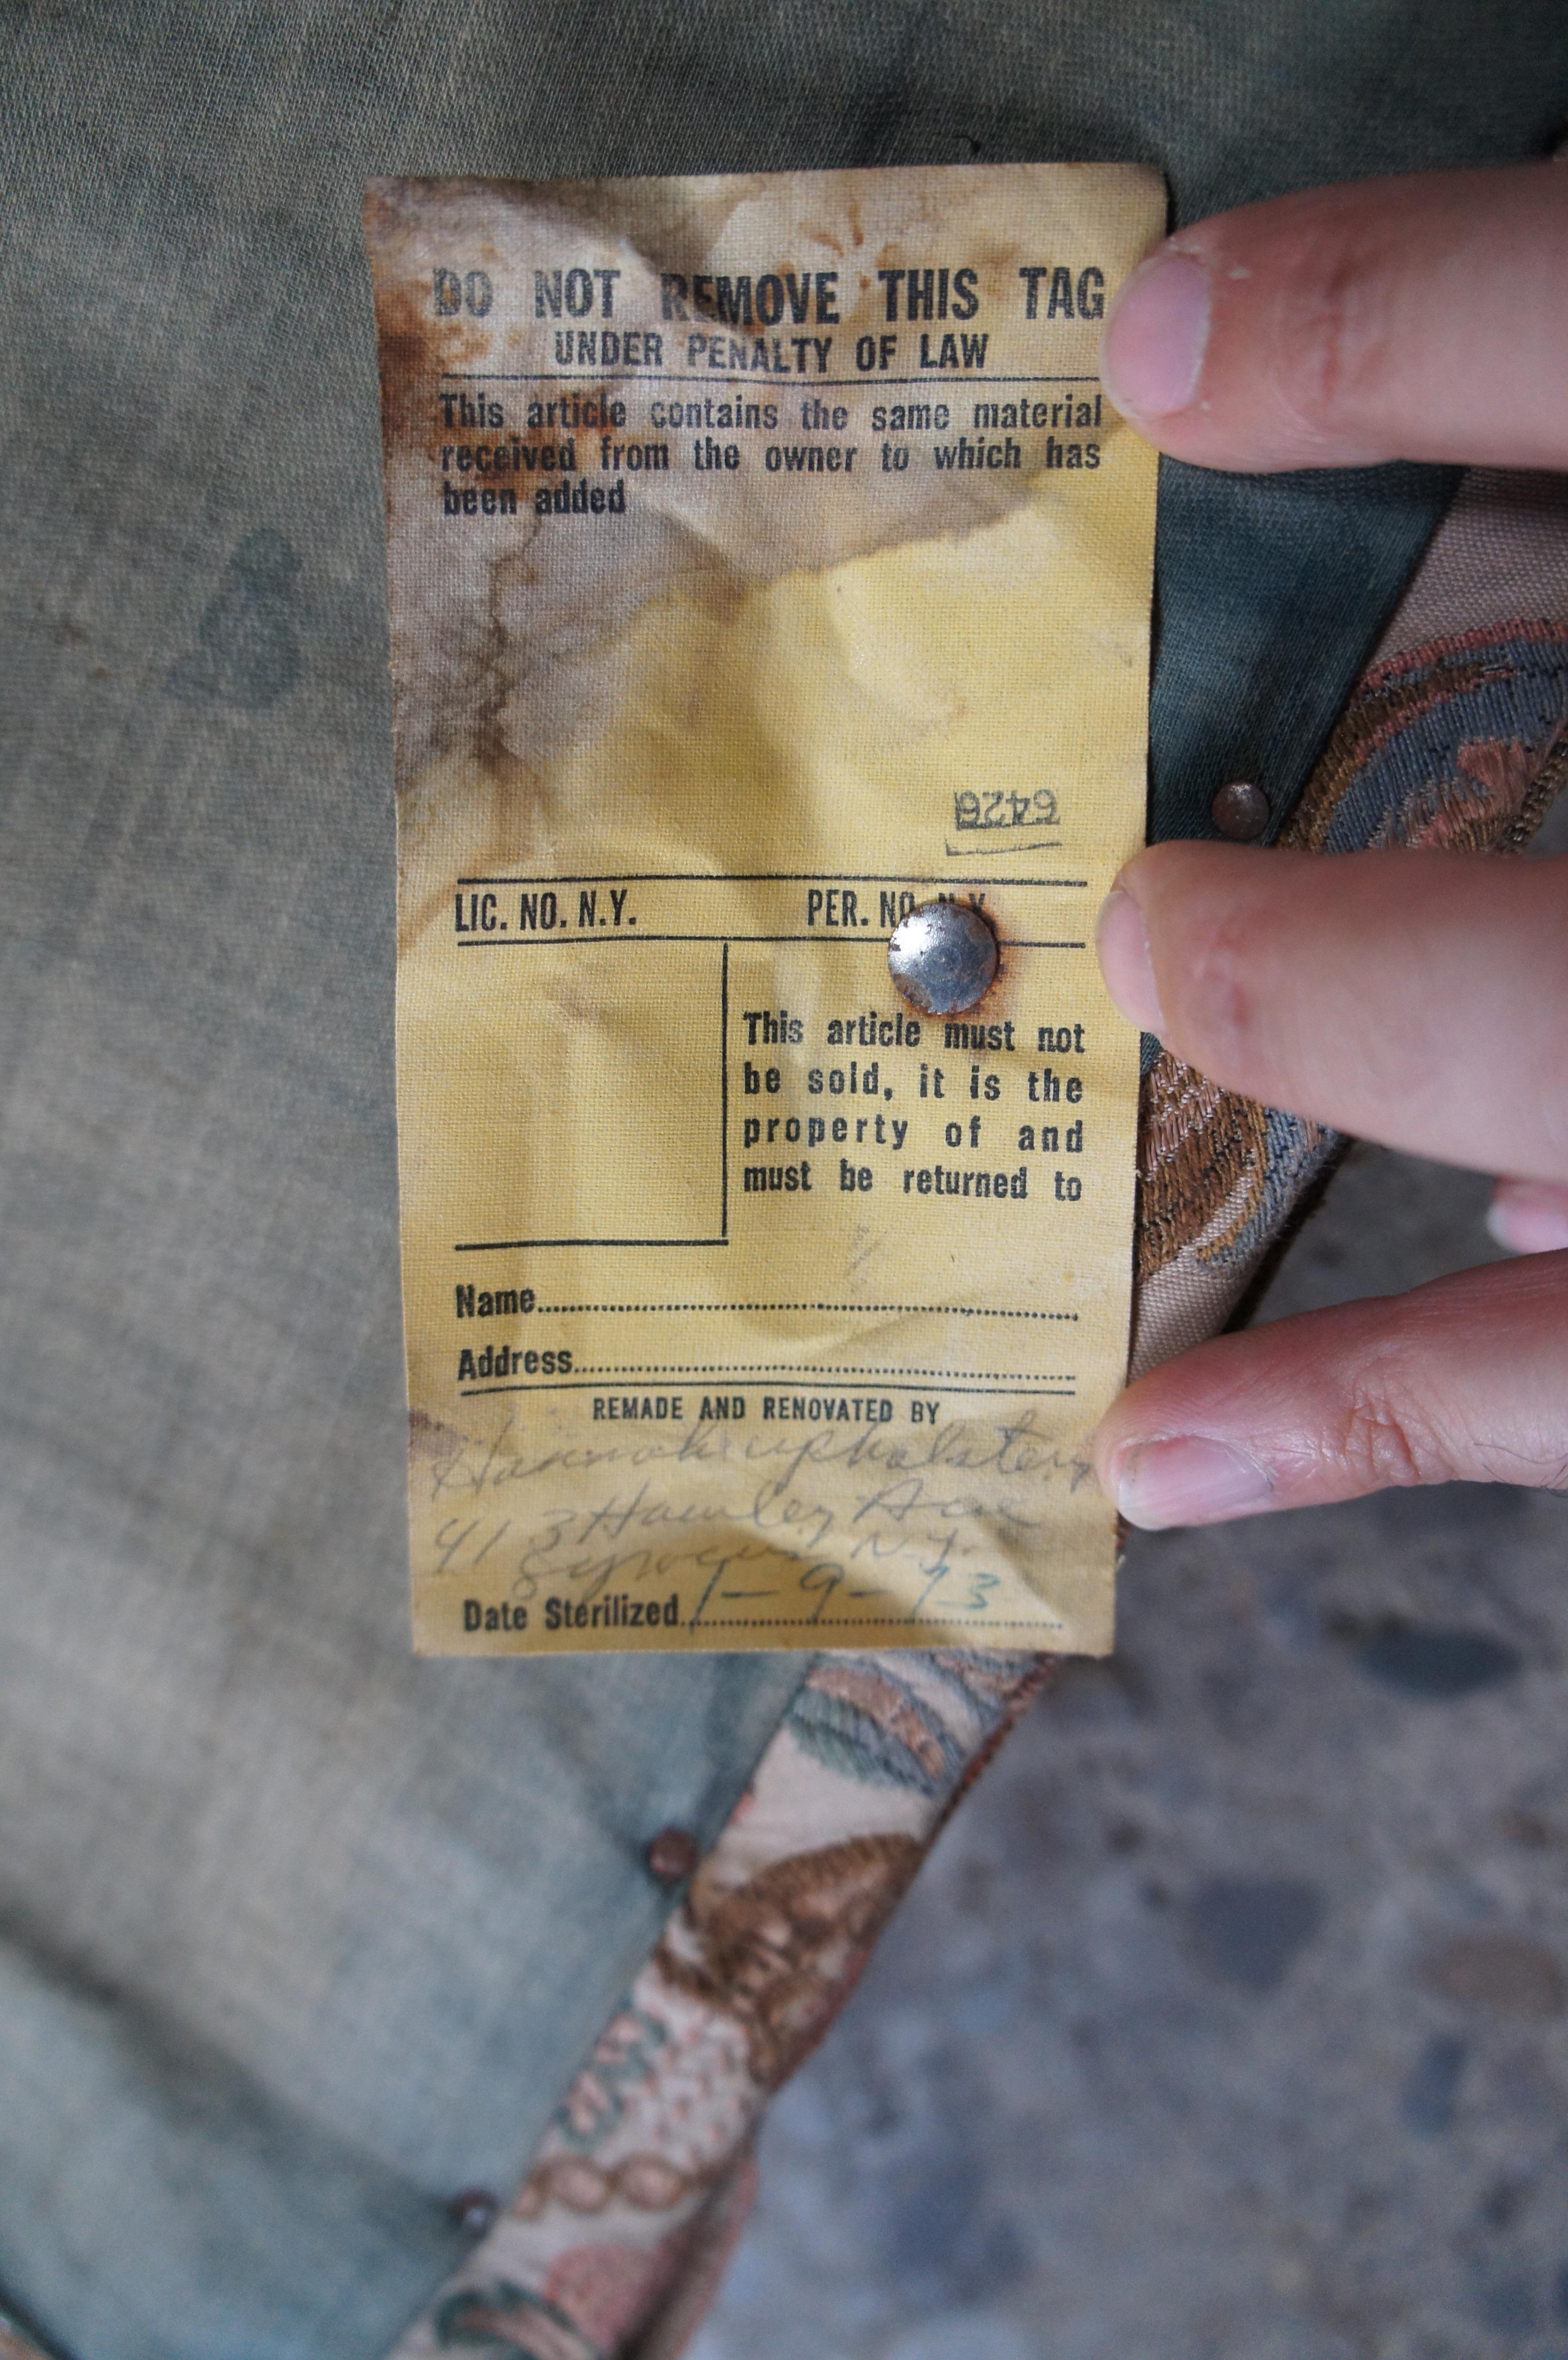 DO NOT REMOVE THIS TAG
UNDER PENALTY OF LAW
This article contains the same material
received from the owner to which has
been added
6426
LIC. NO. N.Y. PER. NO. N.Y.
This article must not
be sold, it is the
property of and
must be returned to
Name
Address
REMADE AND RENOVATED BY
Hannah upholstery
413 Hawley Ave
Syracuse N.Y.
Date Sterilized 1-9-73